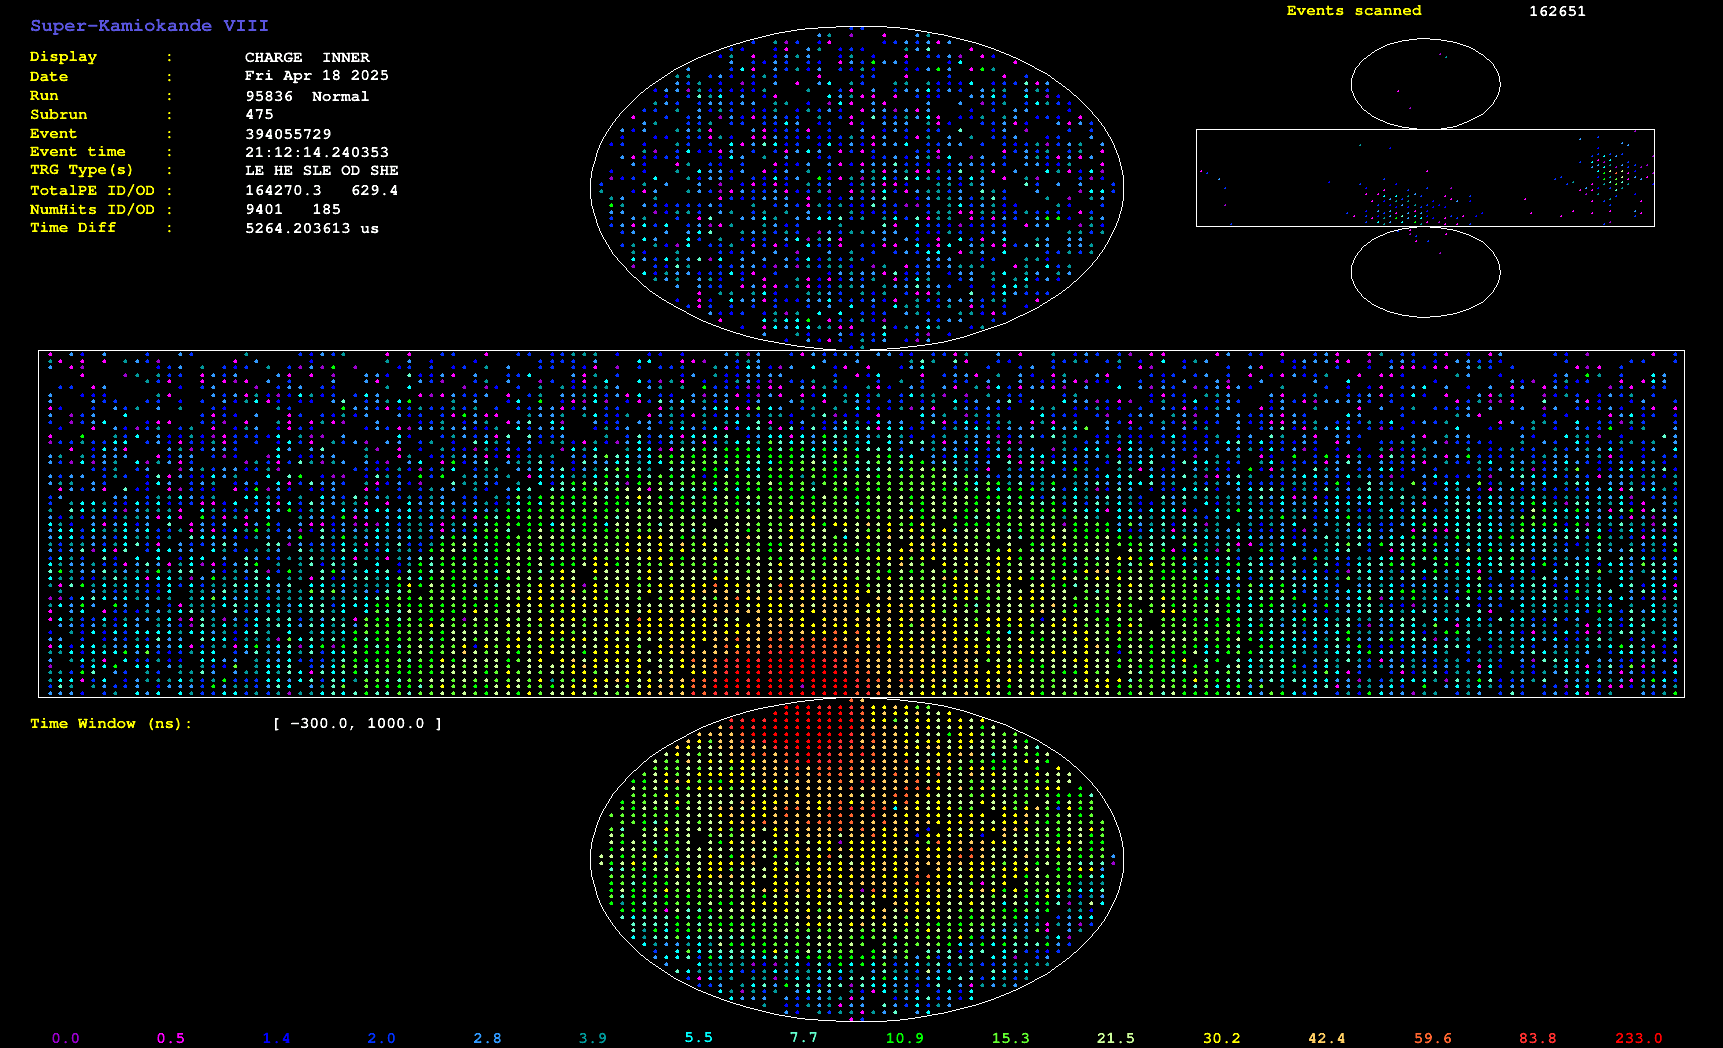 Super-Kamiokande VIII
Events scanned 162651
Display : CHARGE INNER
Date : Fri Apr 18 2025
Run : 95836 Normal
Subrun : 475
Event : 394055729
Event time : 21:12:14.240353
TRG Type(s) : LE HE SLE OD SHE
TotalPE ID/OD : 164270.3 629.4
NumHits ID/OD : 9401 185
Time Diff : 5264.203613 us
Time Window (ns): [ -300.0, 1000.0 ]
0.0 0.5 1.4 2.0 2.8 3.9 5.5 7.7 10.9 15.3 21.5 30.2 42.4 59.6 83.8 233.0